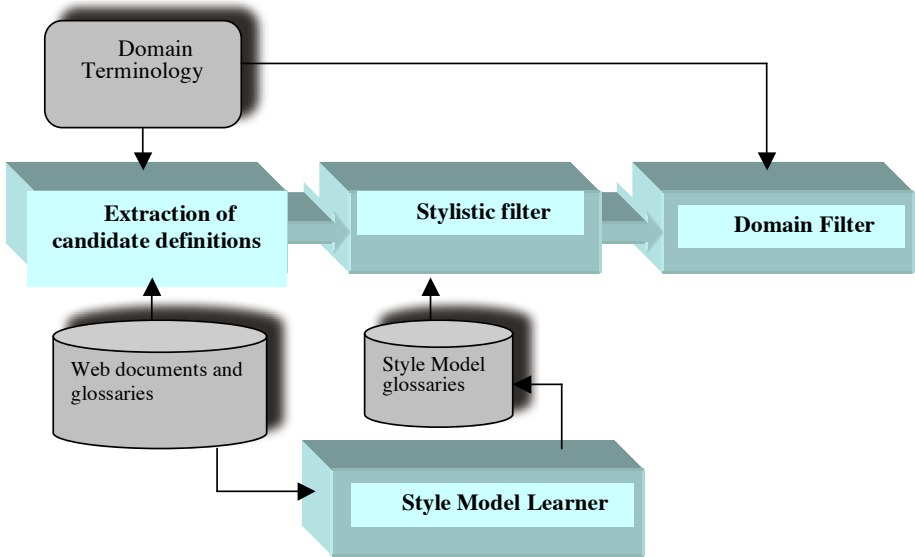 Domain
Terminology
Extraction of
candidate definitions
Stylistic filter
Domain Filter
Web documents and
glossaries
Style Model
glossaries
Style Model Learner